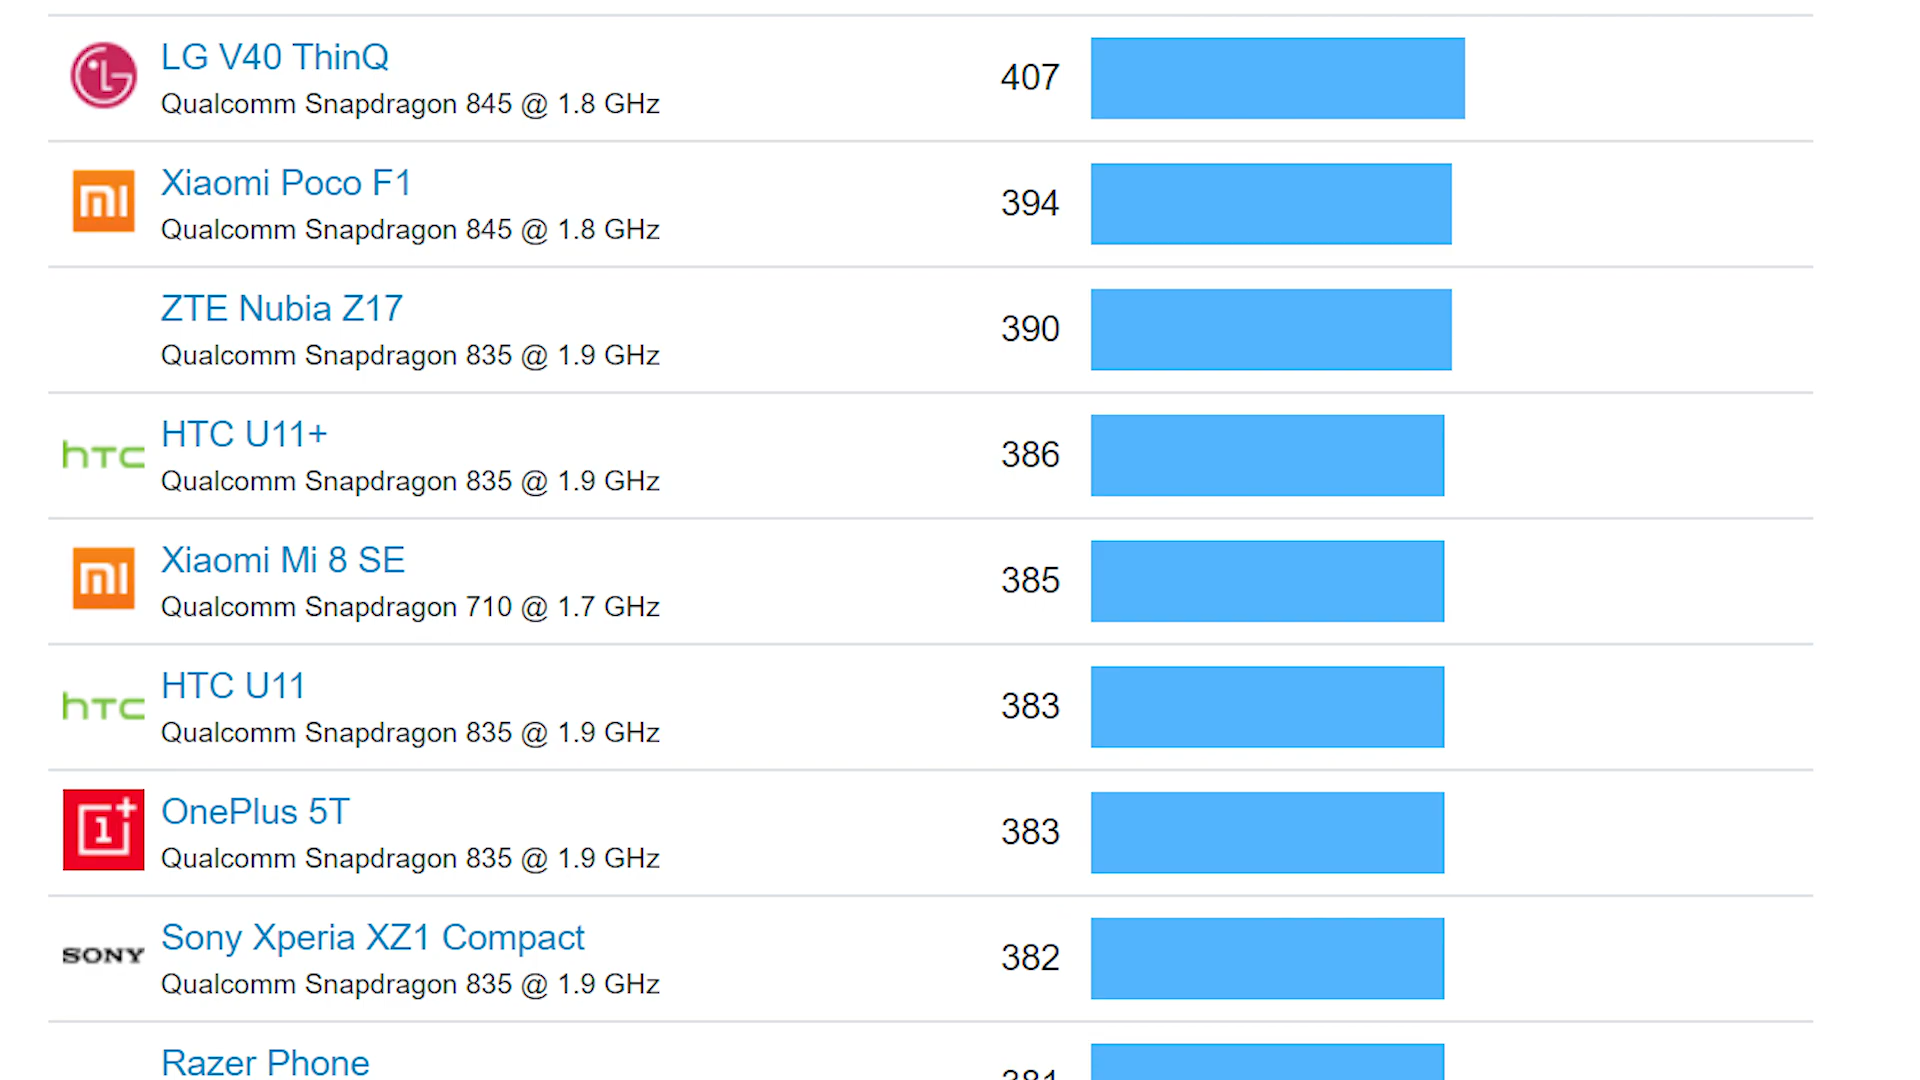 LG V40 ThinQ
Qualcomm Snapdragon 845 @ 1.8 GHz
407
mi
Xiaomi Poco F1
Qualcomm Snapdragon 845 @ 1.8 GHz
394
ZTE Nubia Z17
Qualcomm Snapdragon 835 @ 1.9 GHz
390
hTC
HTC U11+
Qualcomm Snapdragon 835 @ 1.9 GHz
386
mi
Xiaomi Mi 8 SE
Qualcomm Snapdragon 710 @ 1.7 GHz
385
hTC
HTC U11
Qualcomm Snapdragon 835 @ 1.9 GHz
383
1+
OnePlus 5T
Qualcomm Snapdragon 835 @ 1.9 GHz
383
SONY
Sony Xperia XZ1 Compact
Qualcomm Snapdragon 835 @ 1.9 GHz
382
Razer Phone
381